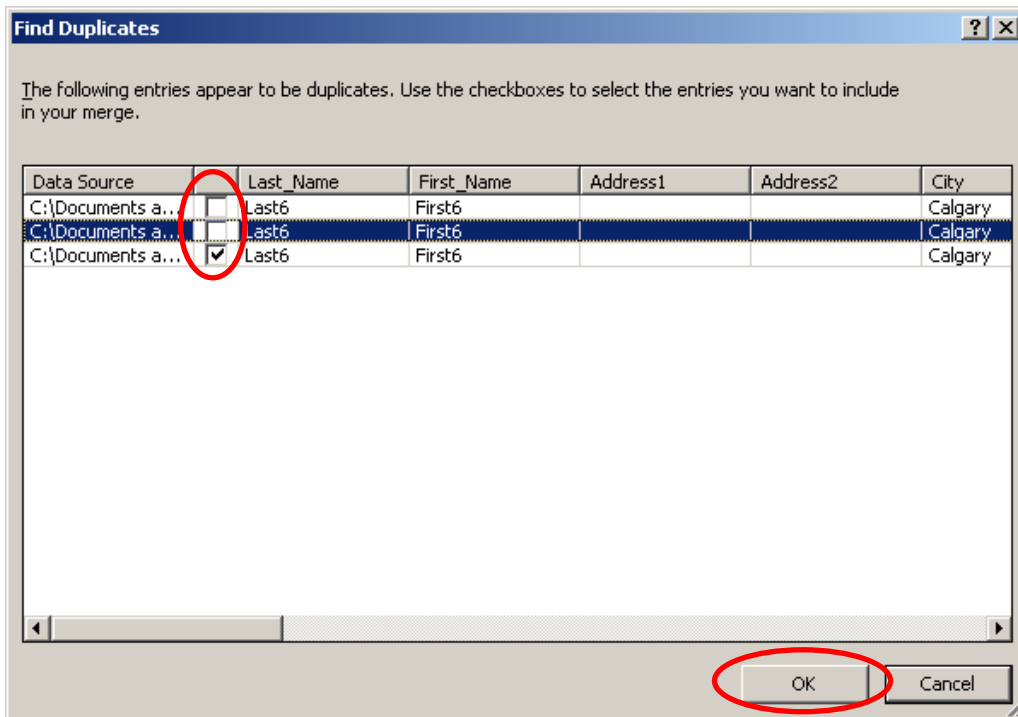 Find Duplicates
The following entries appear to be duplicates. Use the checkboxes to select the entries you want to include
in your merge.
Data Source Last_Name First_Name Address1 Address2 City
C:\Documents a... Last6 First6 Calgary
C:\Documents a... Last6 First6 Calgary
C:\Documents a... Last6 First6 Calgary
OK Cancel